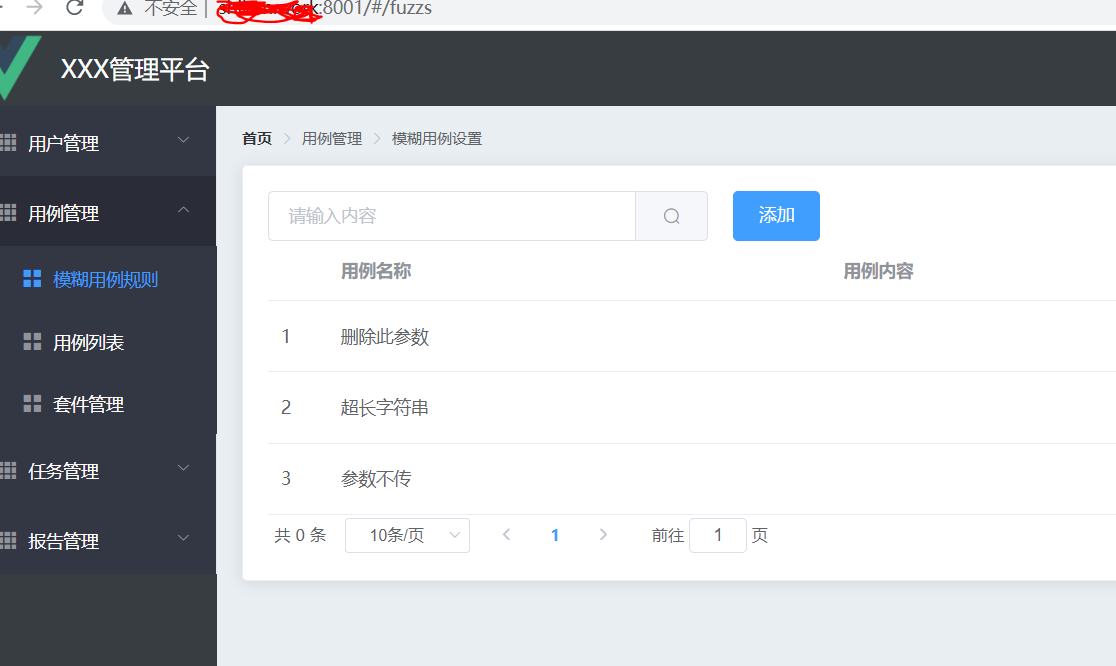 不安全 | :8001/#/fuzzs
XXX管理平台
用户管理
用例管理
模糊用例规则
用例列表
套件管理
任务管理
报告管理
首页 > 用例管理 > 模糊用例设置
请输入内容
添加
用例名称 用例内容
1 删除此参数
2 超长字符串
3 参数不传
共 0 条 10条/页 < 1 > 前往 1 页